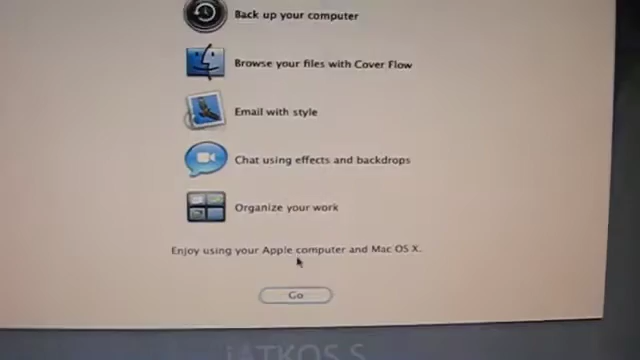 Back up your computer
Browse your files with Cover Flow
Email with style
Chat using effects and backdrops
Organize your work
Enjoy using your Apple computer and Mac OS X.
Go
iATKOS S